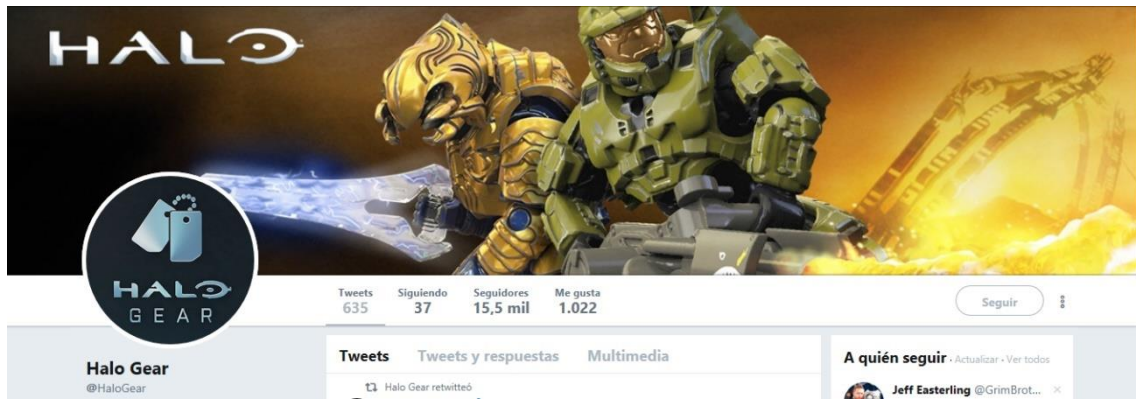 HALO
HALO
GEAR
Tweets Siguiendo Seguidores Me gusta
635 37 15,5 mil 1.022
Seguir
Halo Gear
@HaloGear
Tweets Tweets y respuestas Multimedia
Halo Gear retwitteó
A quién seguir · Actualizar · Ver todos
Jeff Easterling @GrimBrot...